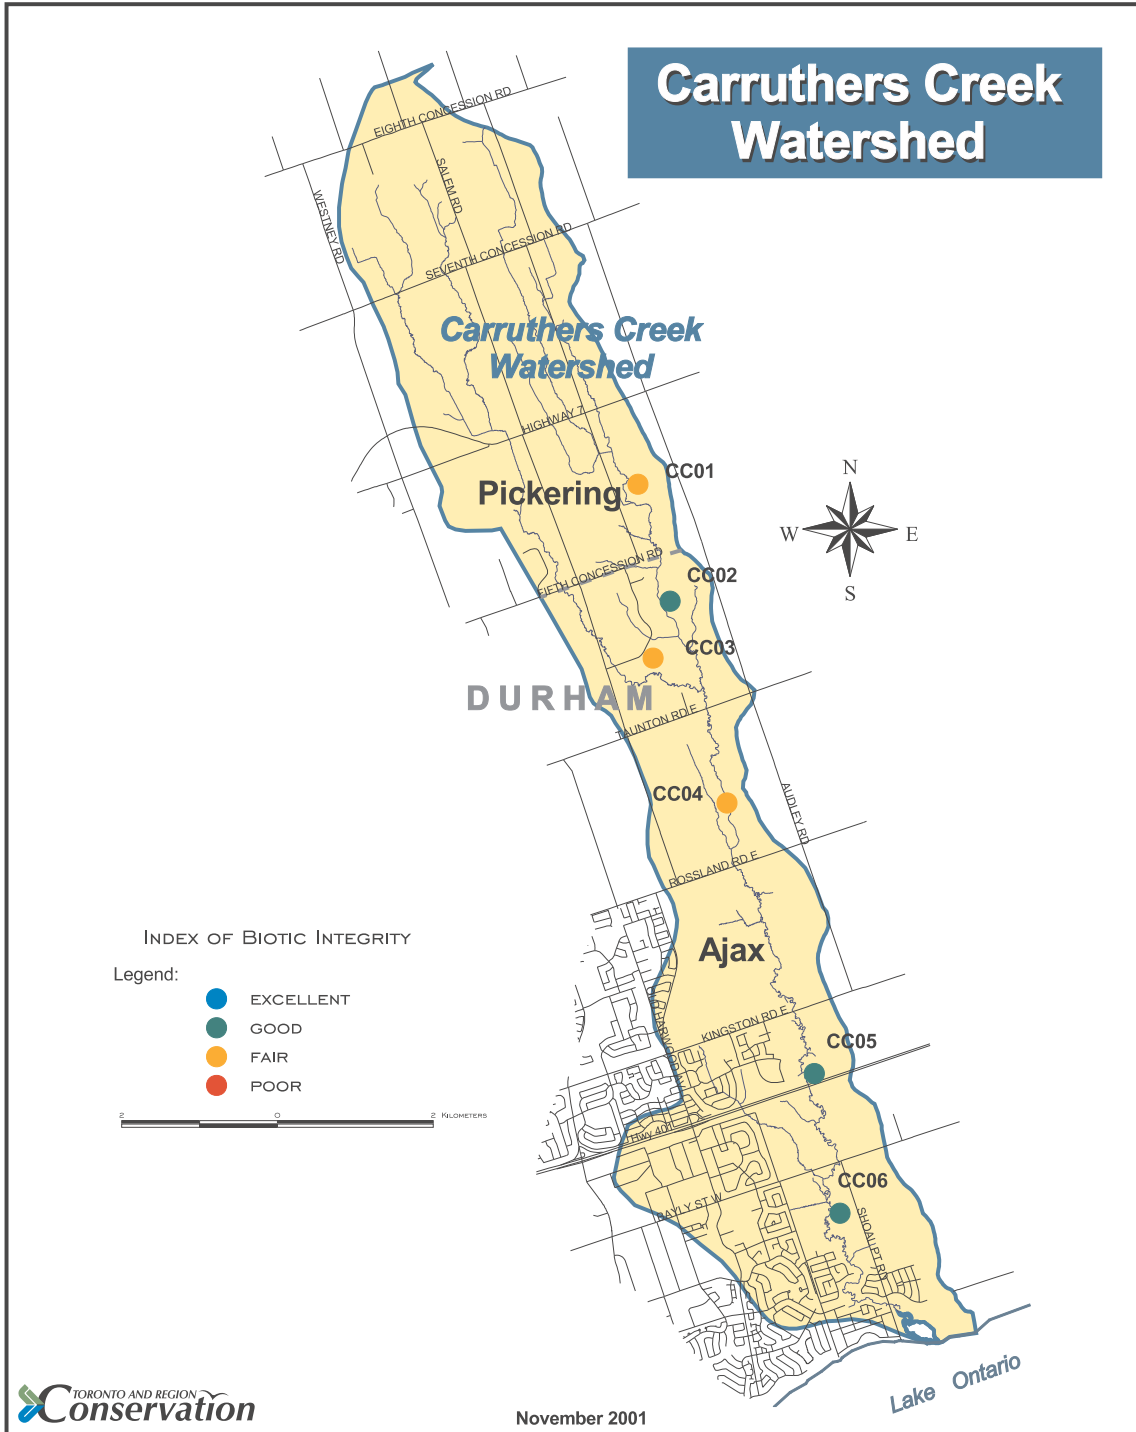 Carruthers Creek
Watershed
EIGHTH CONCESSION RD
SALEM RD
WESTNEY RD
SEVENTH CONCESSION RD
Carruthers Creek
Watershed
HIGHWAY 7
CC01
Pickering
N
W E
S
FIFTH CONCESSION RD
CC02
CC03
DURHAM
TAUNTON RD E
CC04
AUDLEY RD
ROSSLAND RD E
INDEX OF BIOTIC INTEGRITY
Legend:
EXCELLENT
GOOD
FAIR
POOR
2 0 2 KILOMETERS
Ajax
KINGSTON RD E
CC05
Hwy 401
CC06
BAYLY ST W
SHOAL PT RD
Lake Ontario
TORONTO AND REGION
Conservation
November 2001